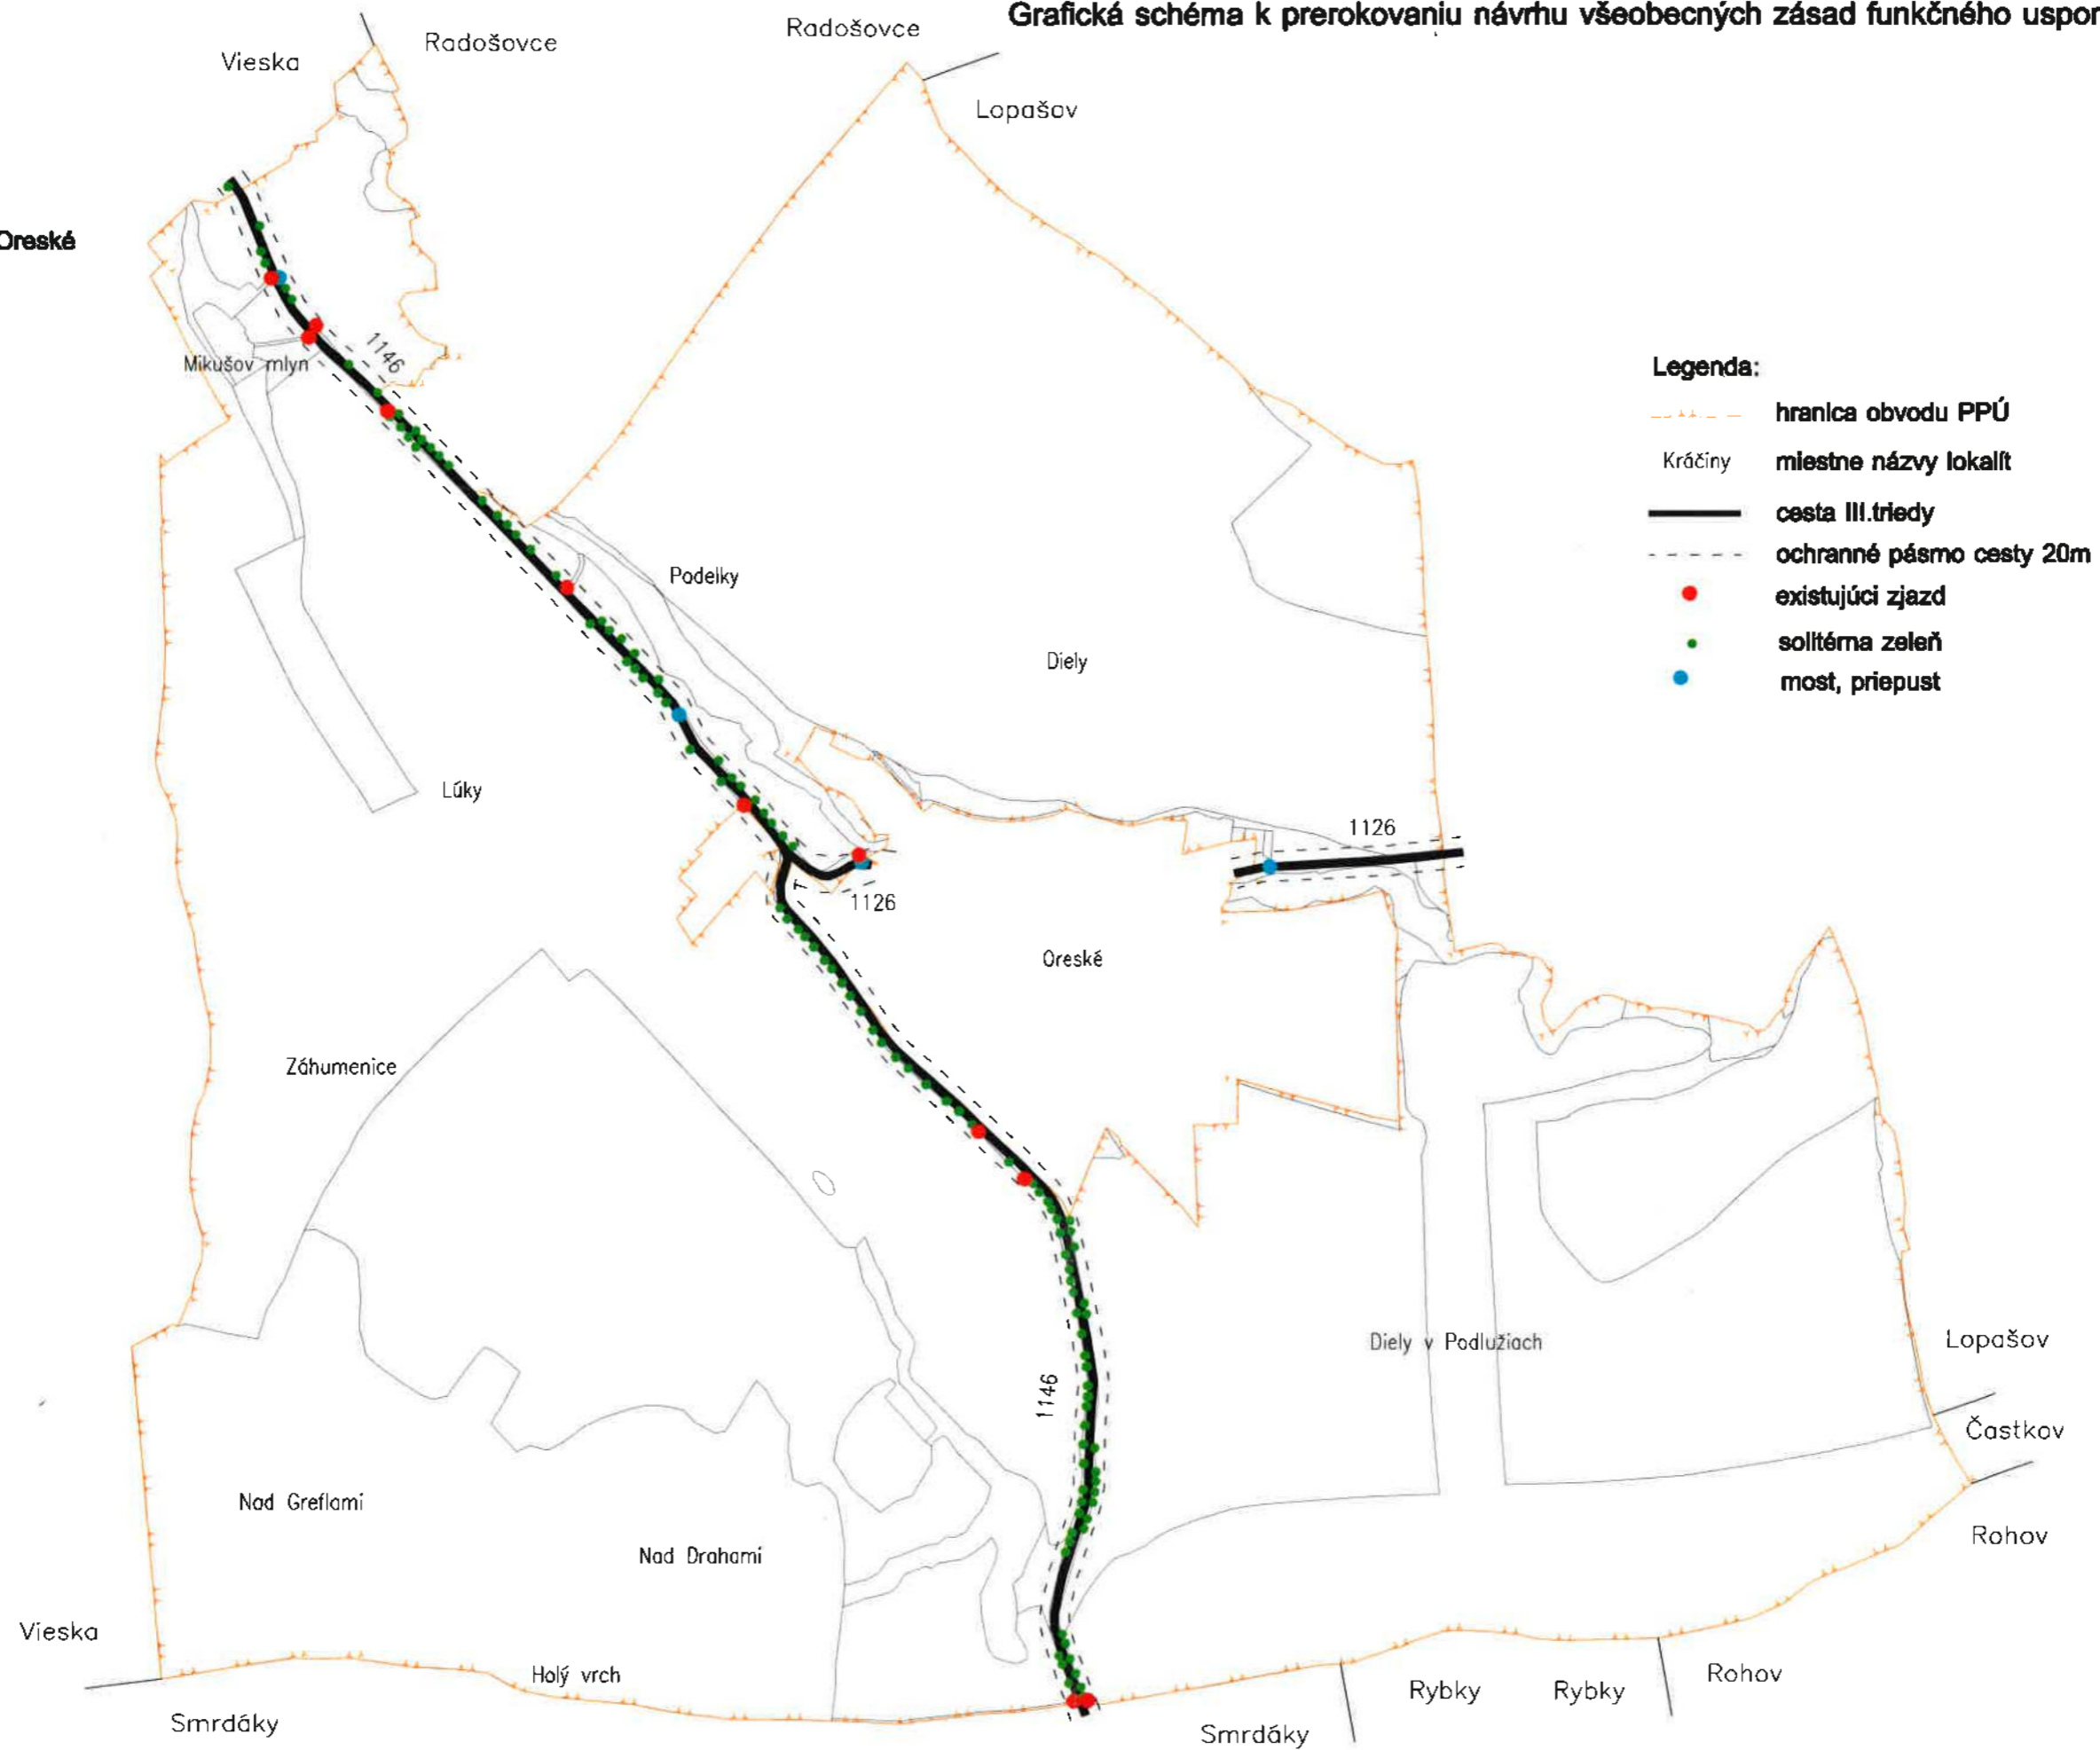 Grafická schéma k prerokovaniu návrhu všeobecných zásad funkčného uspor
Vieska
Radošovce
Radošovce
Lopašov
Oreské
1146
Mikušov mlyn
Legenda:
hranica obvodu PPÚ
Kráčiny miestne názvy lokalít
cesta III.triedy
ochranné pásmo cesty 20m
existujúci zjazd
solitérna zeleň
most, priepust
Podelky
Diely
Lúky
1126
1126
Oreské
Záhumenice
Diely v Podlužiach
Lopašov
1146
Častkov
Nad Greflami
Nad Drahami
Rohov
Vieska
Holý vrch
Rohov
Rybky
Rybky
Smrdáky
Smrdáky